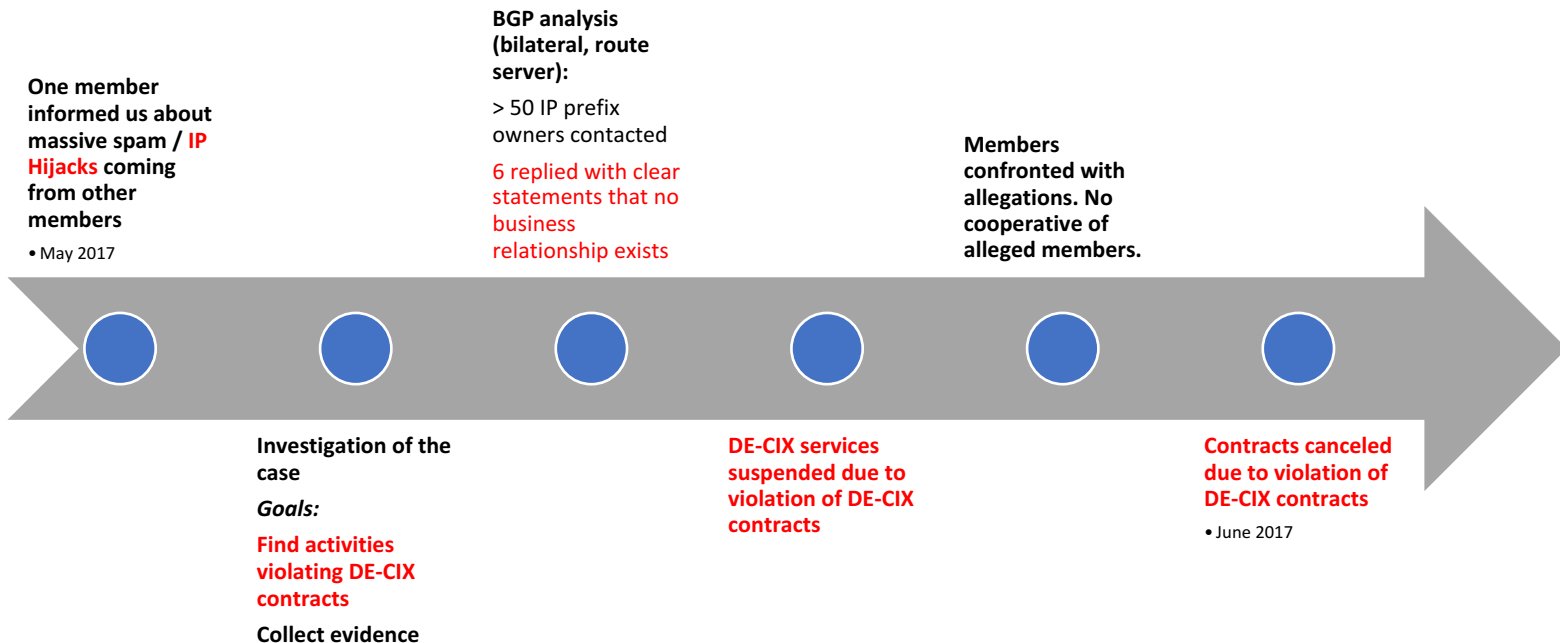 One member
informed us about
massive spam / IP
Hijacks coming
from other
members
• May 2017
Investigation of the
case
Goals:
Find activities
violating DE-CIX
contracts
Collect evidence
BGP analysis
(bilateral, route
server):
> 50 IP prefix
owners contacted
6 replied with clear
statements that no
business
relationship exists
DE-CIX services
suspended due to
violation of DE-CIX
contracts
Members
confronted with
allegations. No
cooperative of
alleged members.
Contracts canceled
due to violation of
DE-CIX contracts
• June 2017